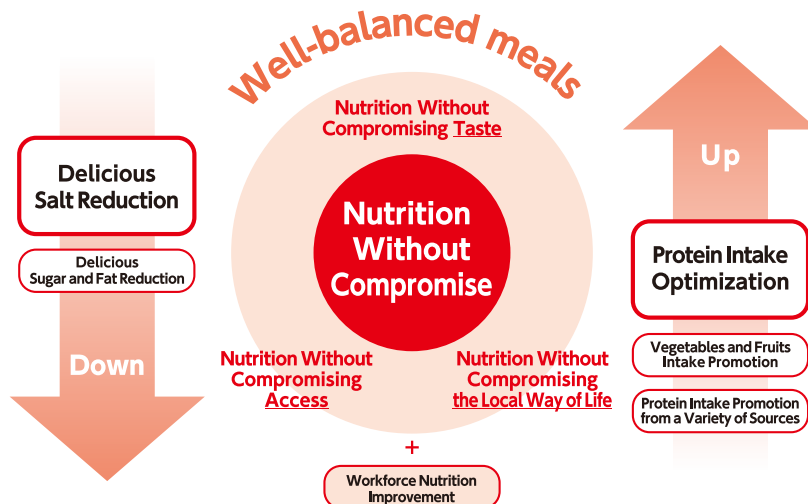 Well-balanced meals
Nutrition Without
Compromising Taste
Delicious
Salt Reduction
Delicious
Sugar and Fat Reduction
Down
Nutrition
Without
Compromise
Nutrition Without
Compromising
Access
Nutrition Without
Compromising
the Local Way of Life
+
Workforce Nutrition
Improvement
Up
Protein Intake
Optimization
Vegetables and Fruits
Intake Promotion
Protein Intake Promotion
from a Variety of Sources